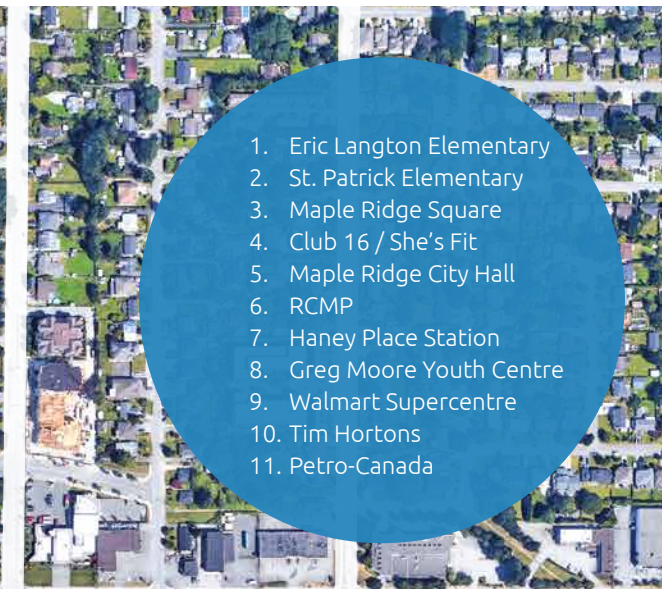 1. Eric Langton Elementary
2. St. Patrick Elementary
3. Maple Ridge Square
4. Club 16 / She’s Fit
5. Maple Ridge City Hall
6. RCMP
7. Haney Place Station
8. Greg Moore Youth Centre
9. Walmart Supercentre
10. Tim Hortons
11. Petro-Canada